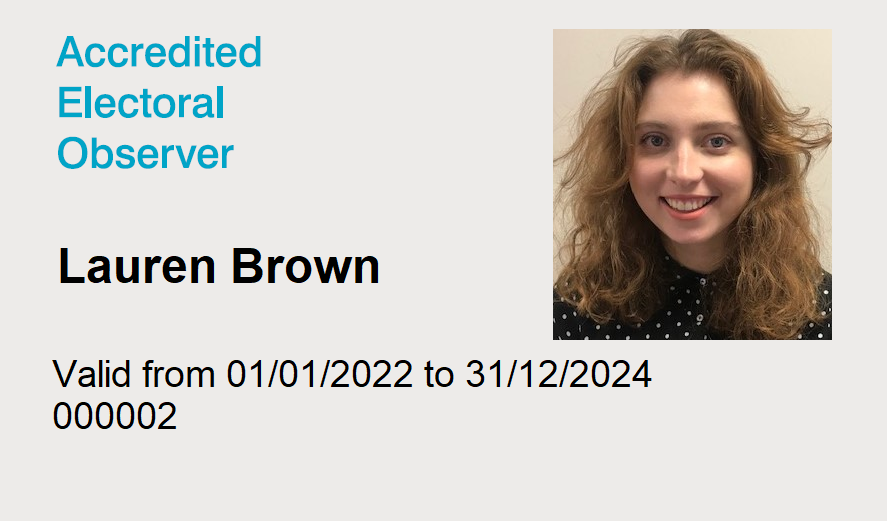 Accredited
Electoral
Observer
Lauren Brown
Valid from 01/01/2022 to 31/12/2024
000002